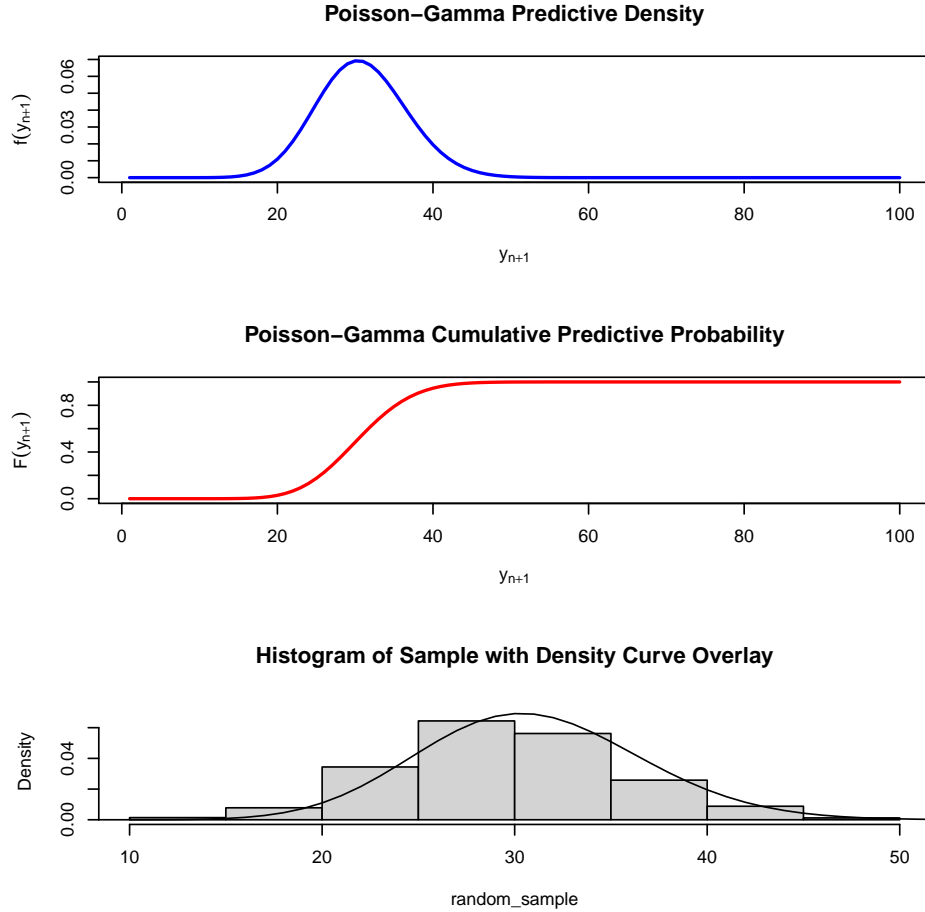 Poisson−Gamma Predictive Density
f(yn+1)
0.00 0.03 0.06
0 20 40 60 80 100
yn+1
Poisson−Gamma Cumulative Predictive Probability
F(yn+1)
0.0 0.4 0.8
0 20 40 60 80 100
yn+1
Histogram of Sample with Density Curve Overlay
Density
0.00 0.04
10 20 30 40 50
random_sample